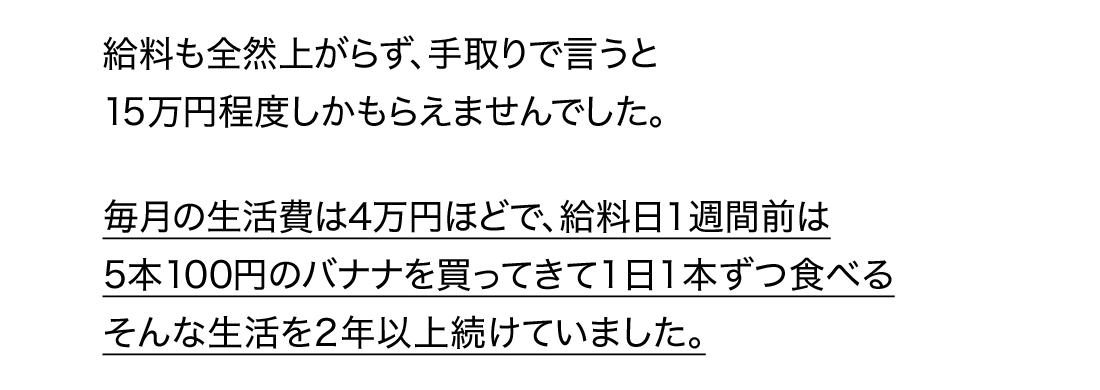 給料も全然上がらず、手取りで言うと
15万円程度しかもらえませんでした。
毎月の生活費は4万円ほどで、給料日1週間前は
5本100円のバナナを買ってきて1日1本ずつ食べる
そんな生活を2年以上続けていました。